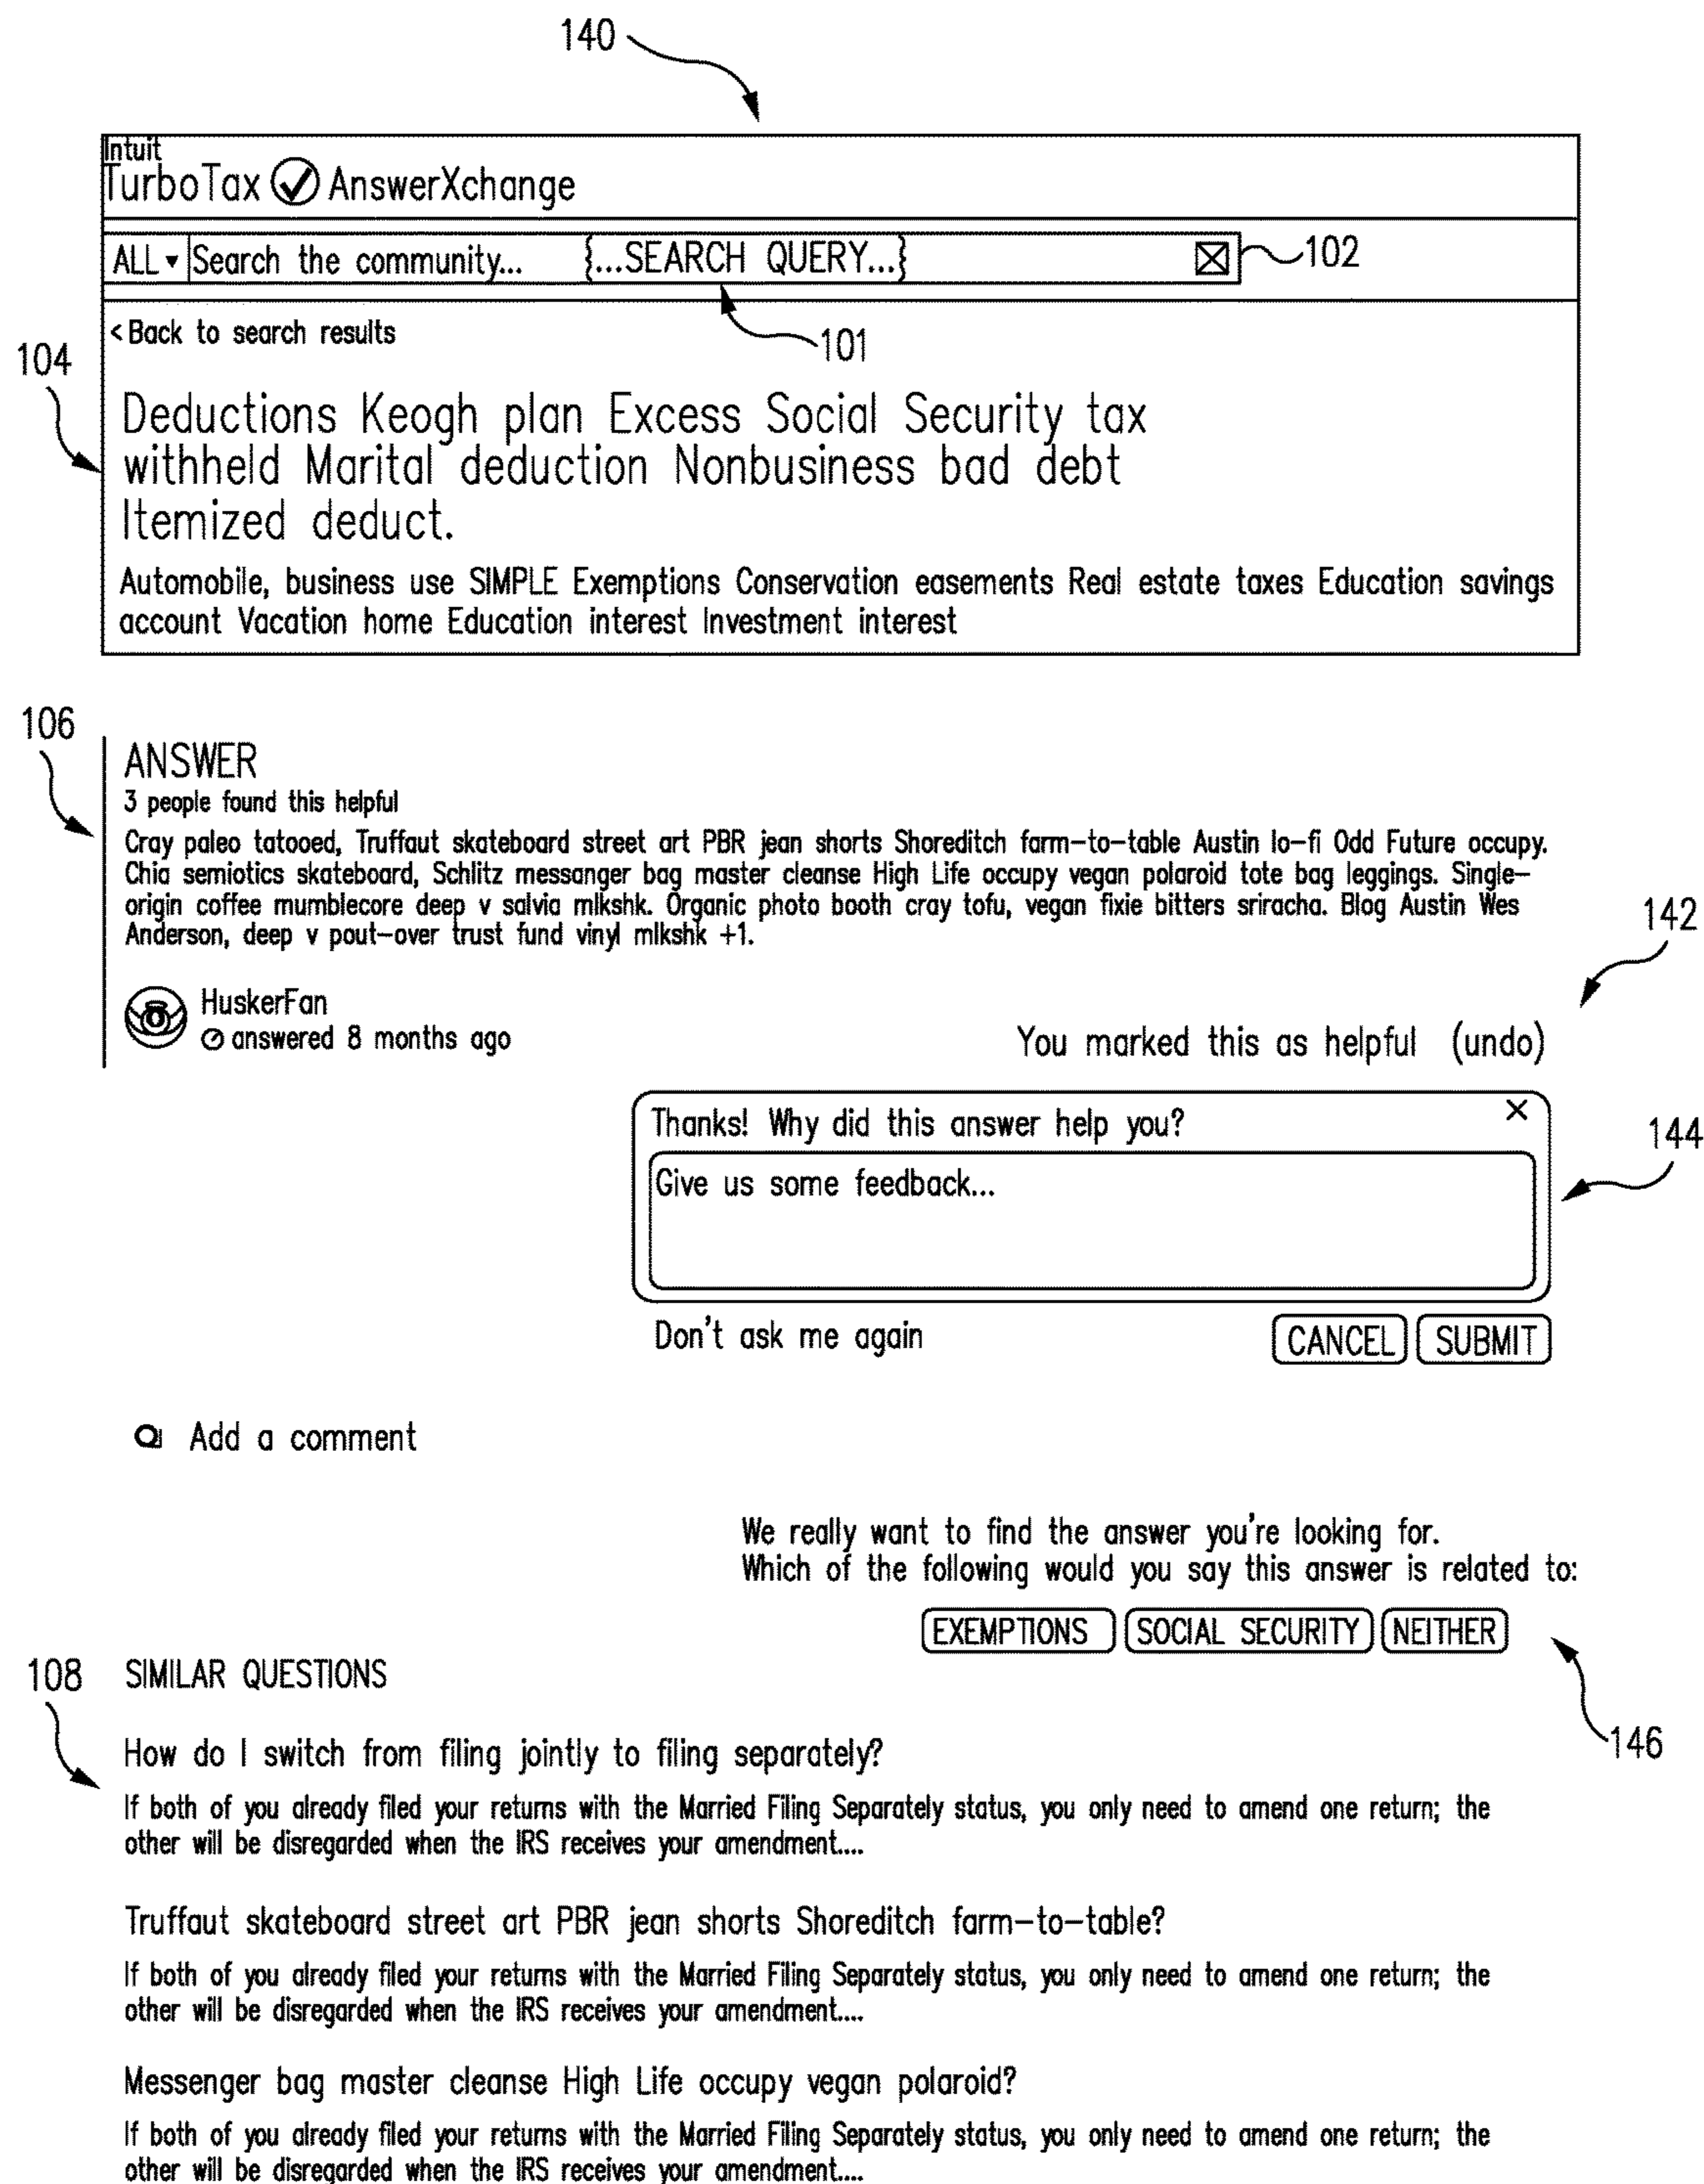 140
Intuit
TurboTax AnswerXchange
ALL Search the community... {...SEARCH QUERY...} 102
< Back to search results
101
104
Deductions Keogh plan Excess Social Security tax
withheld Marital deduction Nonbusiness bad debt
Itemized deduct.
Automobile, business use SIMPLE Exemptions Conservation easements Real estate taxes Education savings
account Vacation home Education interest Investment interest
106
ANSWER
3 people found this helpful
Cray paleo tatooed, Truffaut skateboard street art PBR jean shorts Shoreditch farm-to-table Austin lo-fi Odd Future occupy.
Chia semiotics skateboard, Schlitz messanger bag master cleanse High Life occupy vegan polaroid tote bag leggings. Single-
origin coffee mumblecore deep v salvia mlkshk. Organic photo booth cray tofu, vegan fixie bitters sriracha. Blog Austin Wes
Anderson, deep v pout-over trust fund vinyl mlkshk +1.
142
HuskerFan
answered 8 months ago
You marked this as helpful (undo)
Thanks! Why did this answer help you?
144
Give us some feedback...
Don't ask me again
CANCEL SUBMIT
Add a comment
We really want to find the answer you're looking for.
Which of the following would you say this answer is related to:
EXEMPTIONS SOCIAL SECURITY NEITHER
146
108 SIMILAR QUESTIONS
How do I switch from filing jointly to filing separately?
If both of you already filed your returns with the Married Filing Separately status, you only need to amend one return; the
other will be disregarded when the IRS receives your amendment....
Truffaut skateboard street art PBR jean shorts Shoreditch farm-to-table?
If both of you already filed your returns with the Married Filing Separately status, you only need to amend one return; the
other will be disregarded when the IRS receives your amendment....
Messenger bag master cleanse High Life occupy vegan polaroid?
If both of you already filed your returns with the Married Filing Separately status, you only need to amend one return; the
other will be disregarded when the IRS receives your amendment....